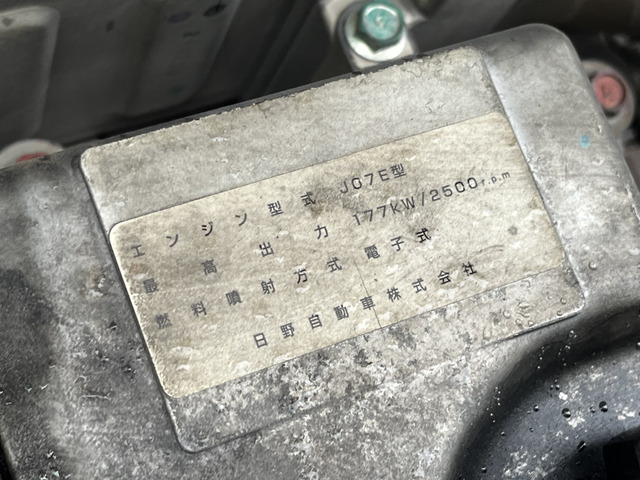 エンジン型式 J07E型
最高出力 177kW/2500r.p.m
燃料噴射方式 電子式
日野自動車株式会社